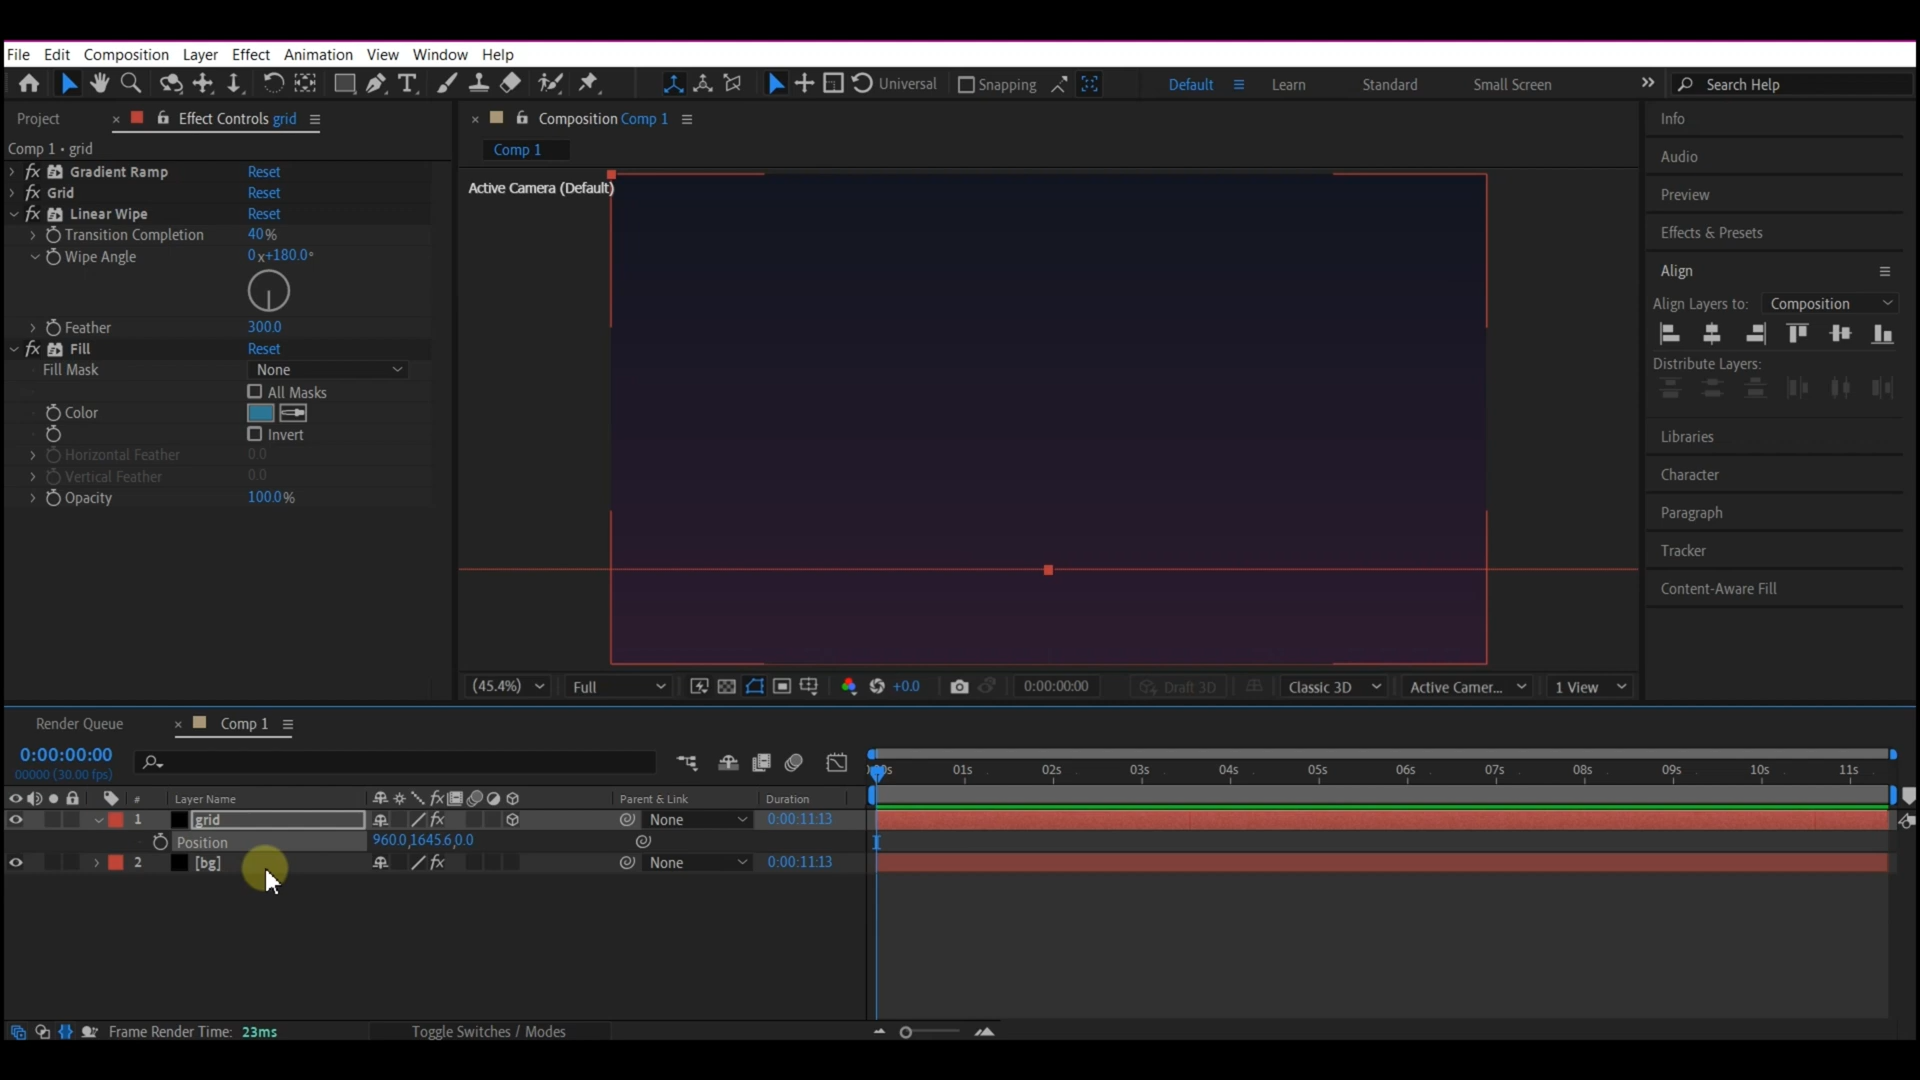 File Edit Composition Layer Effect Animation View Window Help
Universal Snapping Default Learn Standard Small Screen Search Help
Project Effect Controls grid Composition Comp 1 Info
Comp 1 • grid Comp 1
fx Gradient Ramp Reset Active Camera (Default) Audio
fx Grid Reset Preview
fx Linear Wipe Reset
Transition Completion 40% Effects & Presets
Wipe Angle 0x+180.0° Align
Align Layers to: Composition
Feather 300.0
fx Fill Reset
Fill Mask None Distribute Layers:
All Masks
Color
Invert Libraries
Horizontal Feather 0.0
Vertical Feather 0.0 Character
Opacity 100.0% Paragraph
Tracker
Content-Aware Fill
(45.4%) Full +0.0 0:00:00:00 Draft 3D Classic 3D Active Camer... 1 View
Render Queue Comp 1
0:00:00:00
00000 (30.00 fps) 01s 02s 03s 04s 05s 06s 07s 08s 09s 10s 11s
# Layer Name fx Parent & Link Duration
1 grid fx None 0:00:11:13
Position 960.0,1645.6,0.0
2 [bg] fx None 0:00:11:13
Frame Render Time: 23ms Toggle Switches / Modes